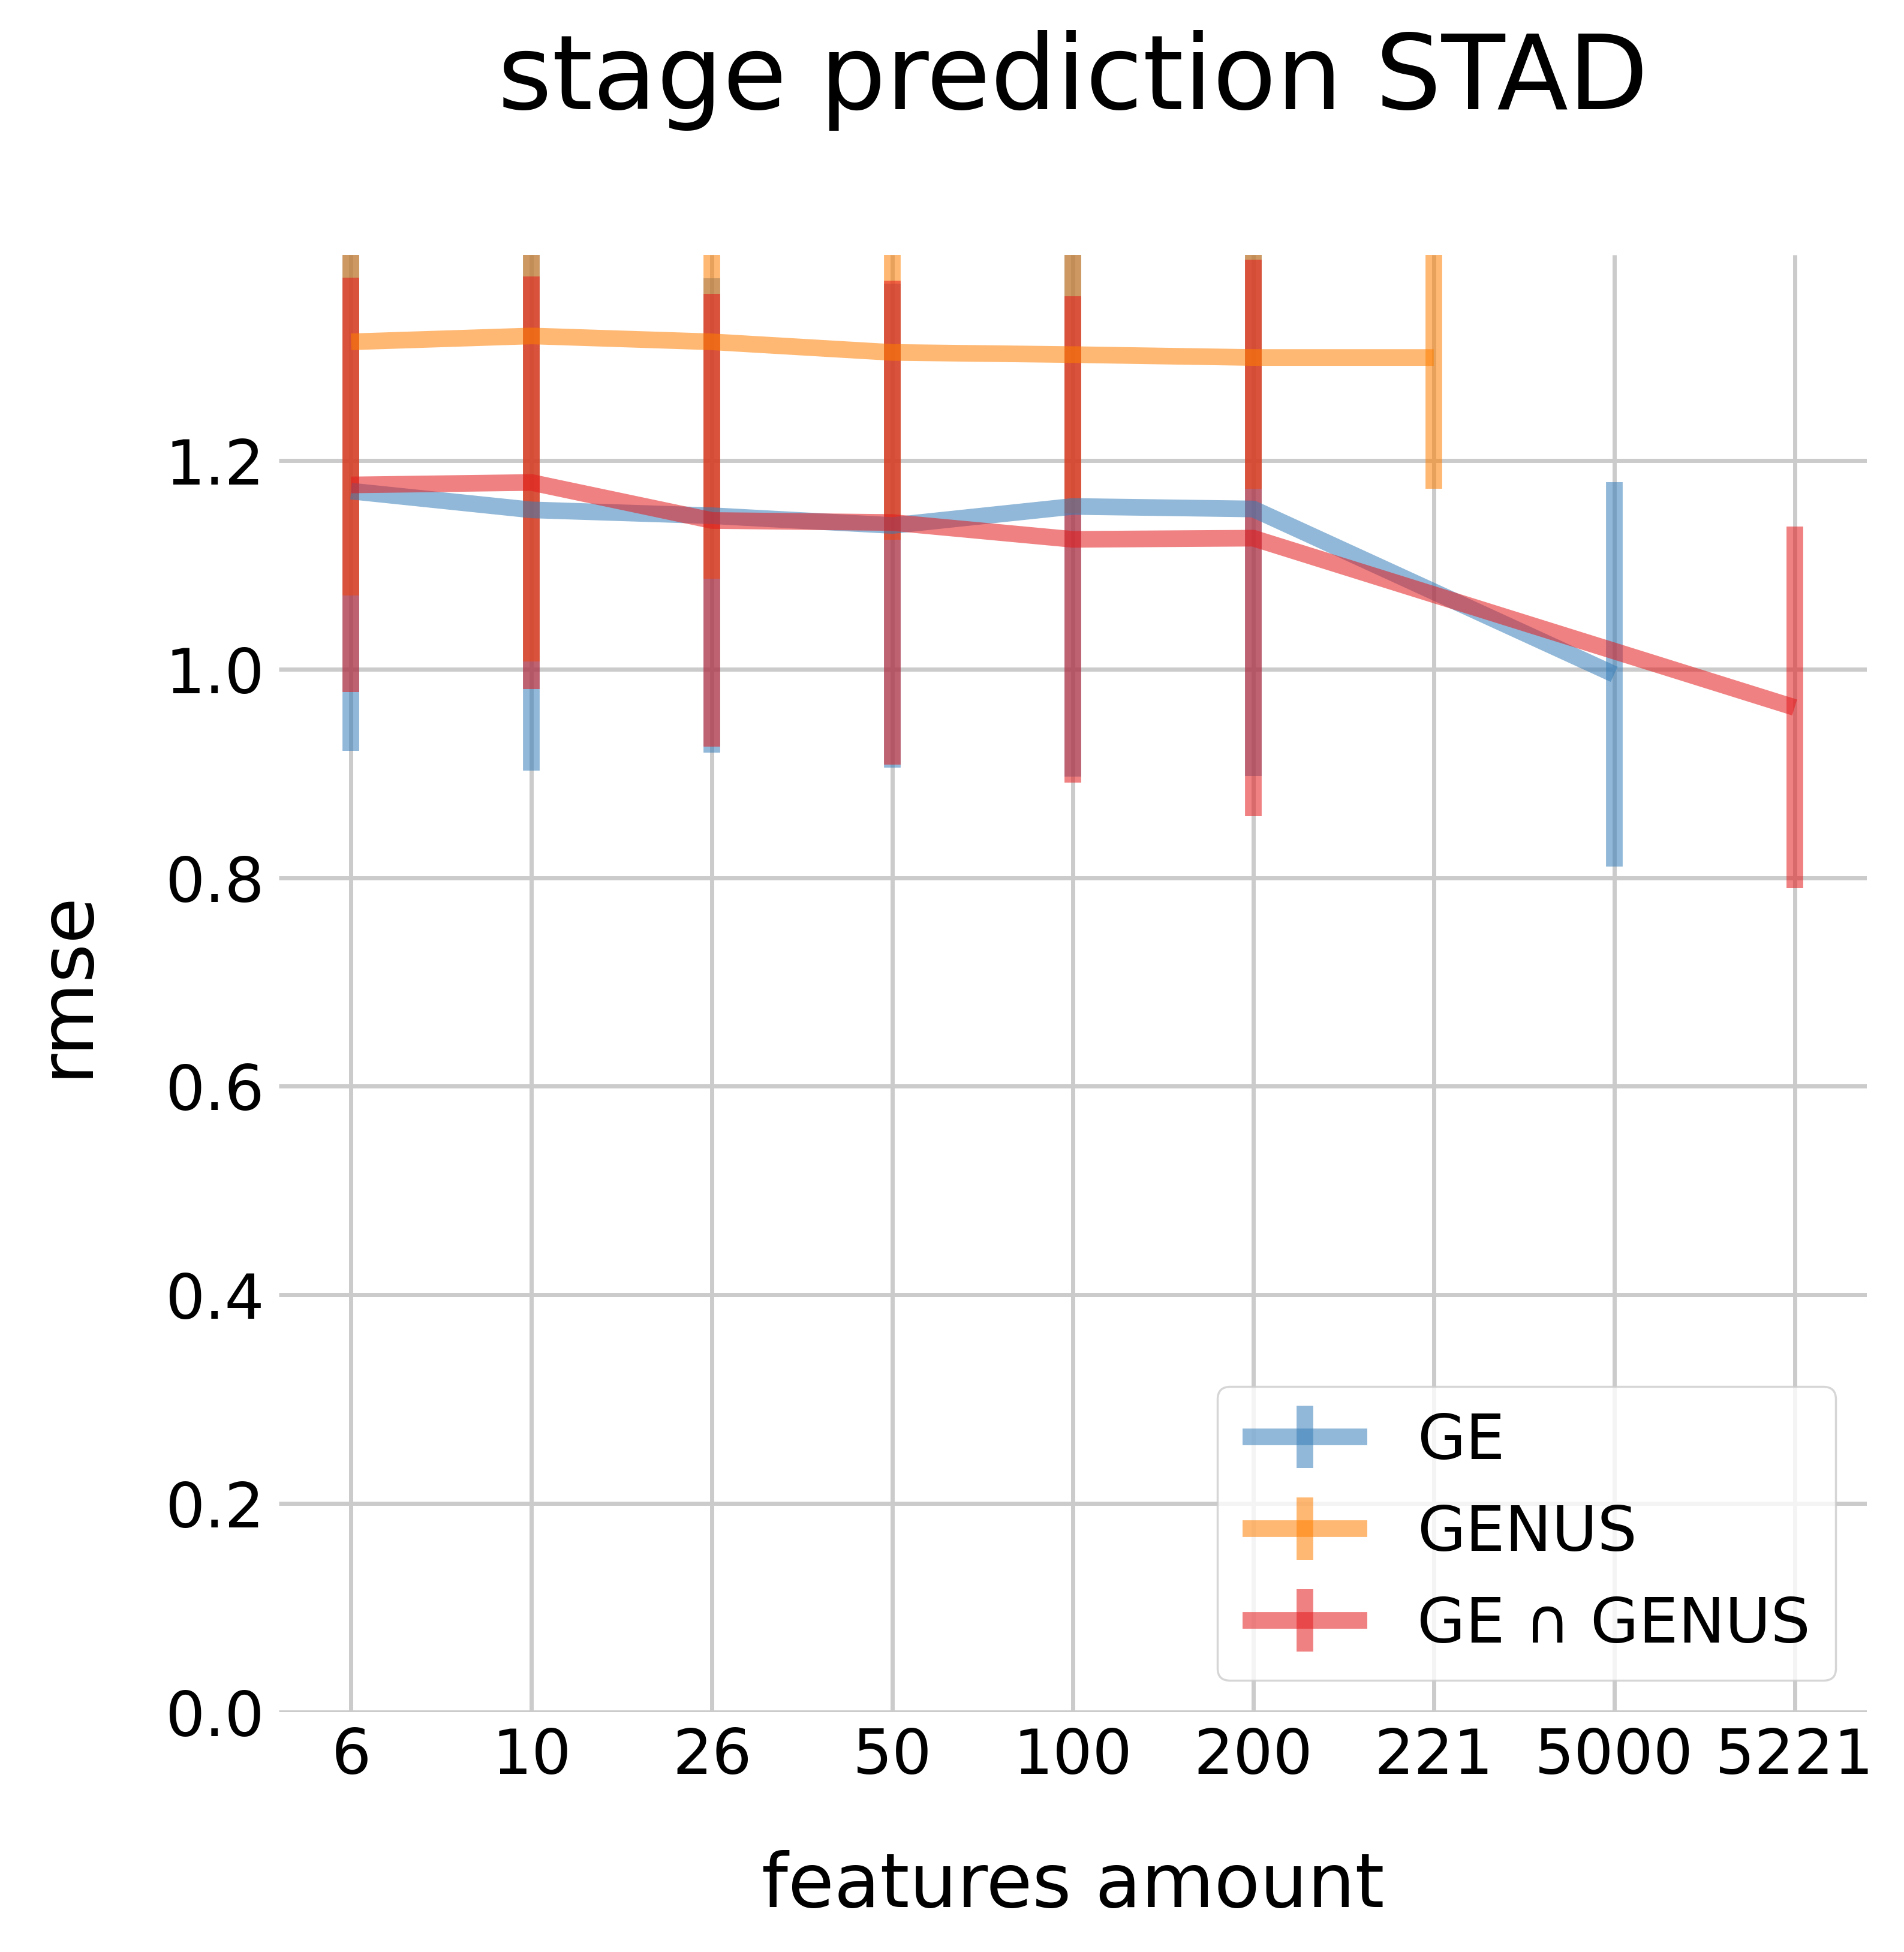 stage prediction STAD
rmse
1.2
1.0
0.8
0.6
0.4
0.2
0.0
GE
GENUS
GE ∩ GENUS
6 10 26 50 100 200 221 5000 5221
features amount